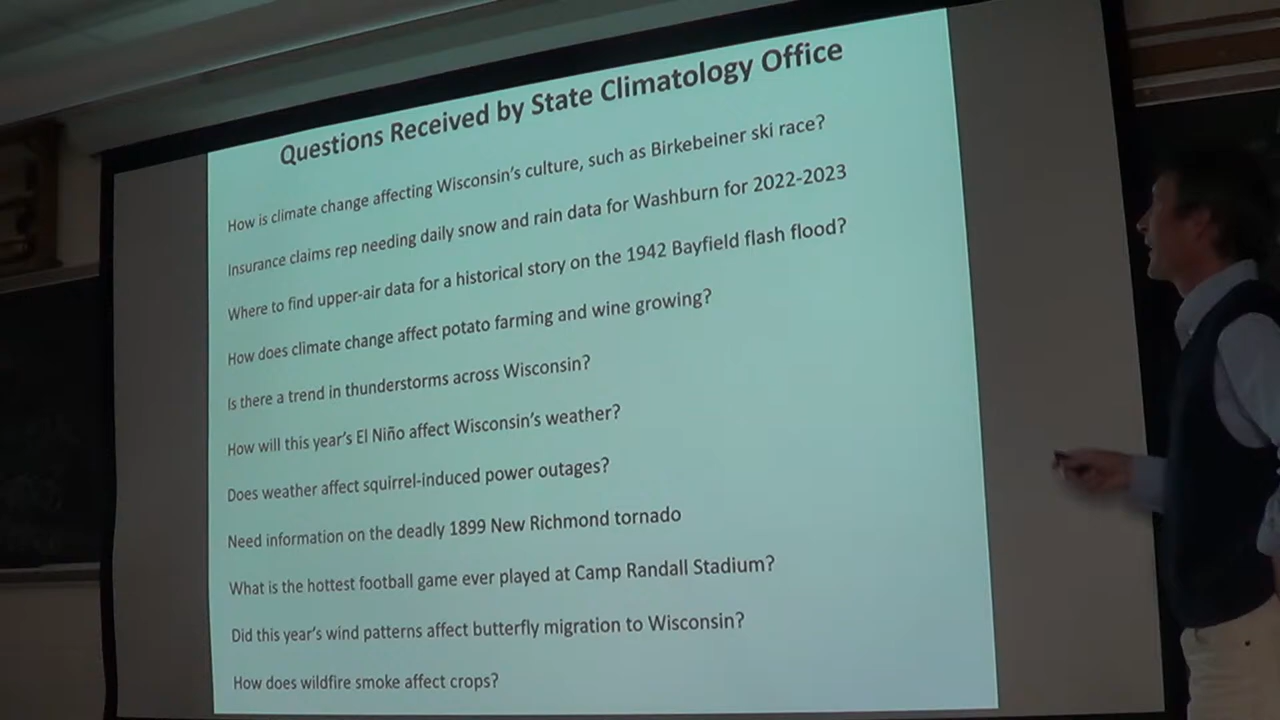 Questions Received by State Climatology Office
How is climate change affecting Wisconsin's culture, such as Birkebeiner ski race?
Insurance claims rep needing daily snow and rain data for Washburn for 2022-2023
Where to find upper-air data for a historical story on the 1942 Bayfield flash flood?
How does climate change affect potato farming and wine growing?
Is there a trend in thunderstorms across Wisconsin?
How will this year's El Niño affect Wisconsin's weather?
Does weather affect squirrel-induced power outages?
Need information on the deadly 1899 New Richmond tornado
What is the hottest football game ever played at Camp Randall Stadium?
Did this year's wind patterns affect butterfly migration to Wisconsin?
How does wildfire smoke affect crops?